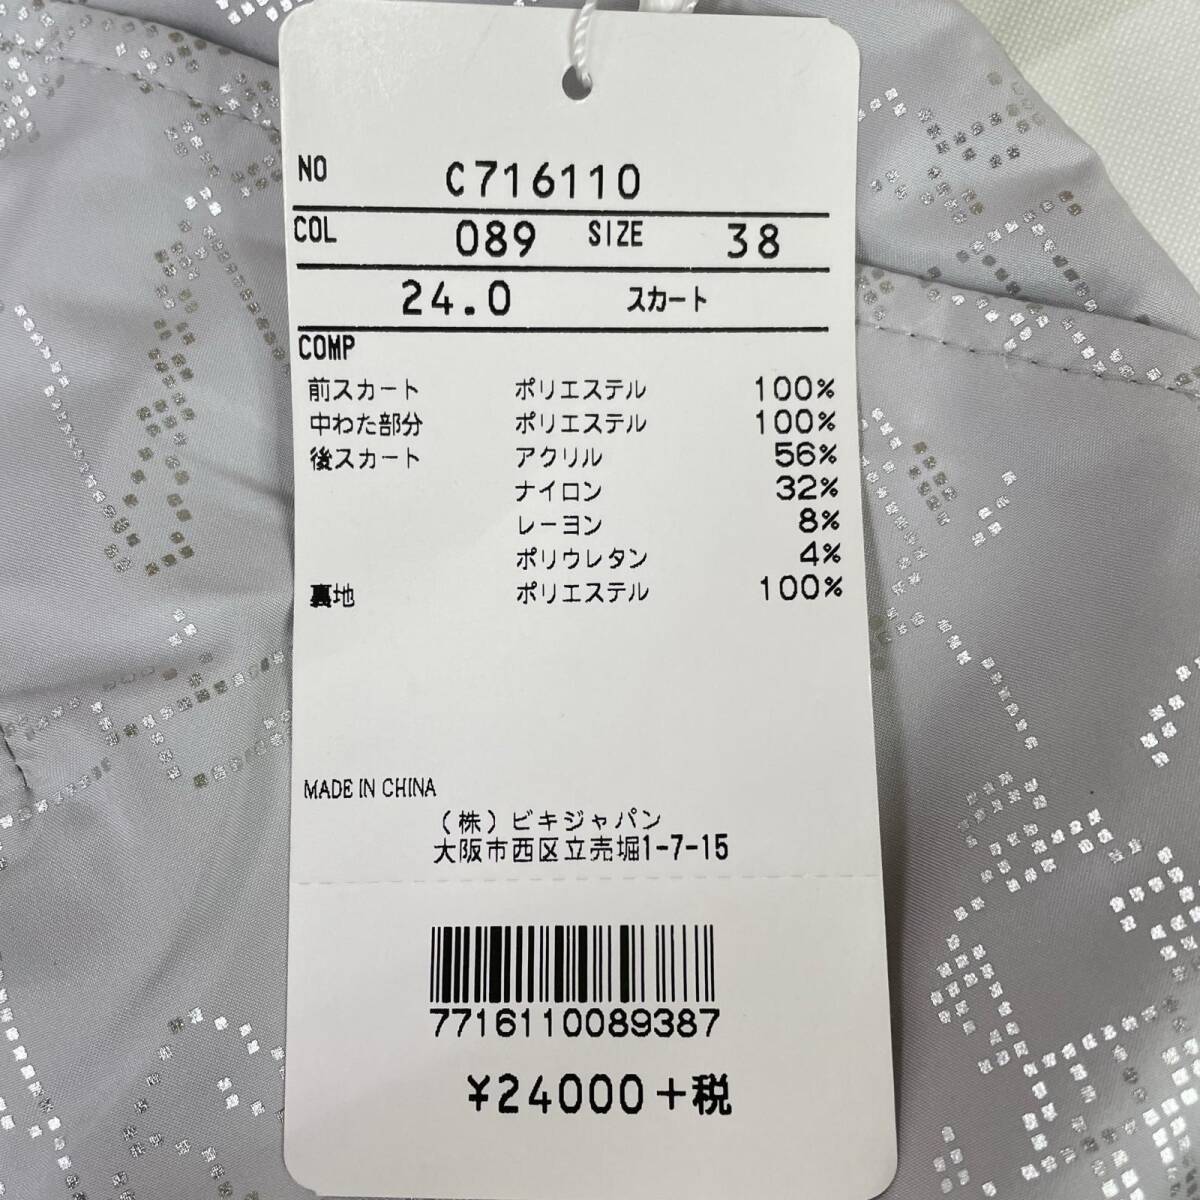 NO C716110
COL 089 SIZE 38
24.0 スカート
COMP
前スカート ポリエステル 100%
中わた部分 ポリエステル 100%
後スカート アクリル 56%
ナイロン 32%
レーヨン 8%
ポリウレタン 4%
裏地 ポリエステル 100%
MADE IN CHINA
(株)ビキジャパン
大阪市西区立売堀1-7-15
7716110089387
¥24000+税